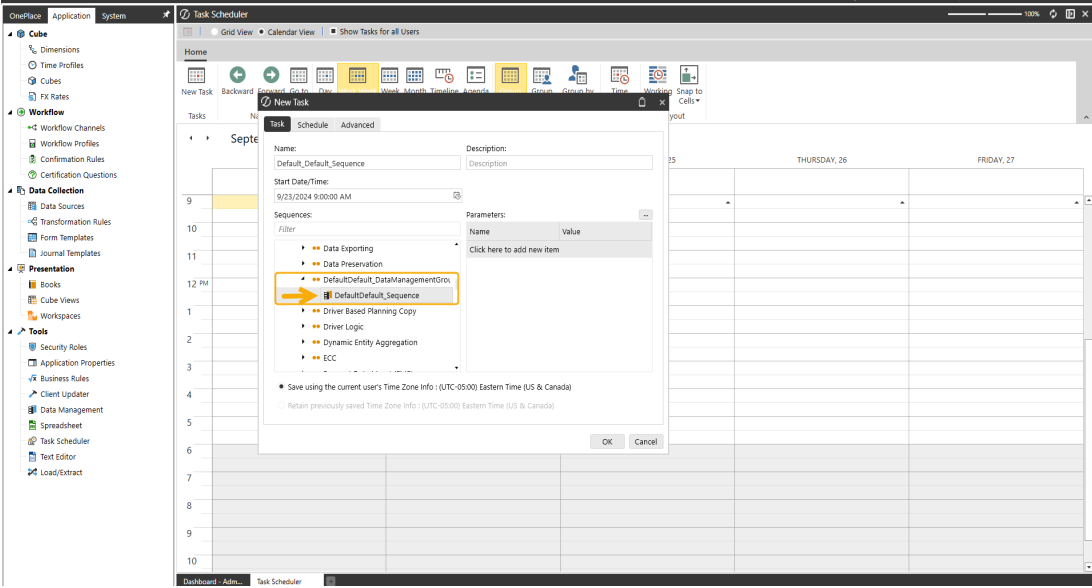 OnePlace Application System
Task Scheduler
100%
Grid View Calendar View Show Tasks for all Users
Home
New Task Backward Forward Go to Day Week Month Timeline Agenda Group Group by Time Working Snap to
Cells
Tasks
yout
Cube
Dimensions
Time Profiles
Cubes
FX Rates
Workflow
Workflow Channels
Workflow Profiles
Confirmation Rules
Certification Questions
Data Collection
Data Sources
Transformation Rules
Form Templates
Journal Templates
Presentation
Books
Cube Views
Workspaces
Tools
Security Roles
Application Properties
Business Rules
Client Updater
Data Management
Spreadsheet
Task Scheduler
Text Editor
Load/Extract
Septe
25
THURSDAY, 26
FRIDAY, 27
9
10
11
12 PM
1
2
3
4
5
6
7
8
9
10
New Task
Task Schedule Advanced
Name:
Default_Default_Sequence
Description:
Description
Start Date/Time:
9/23/2024 9:00:00 AM
Sequences:
Filter
Data Exporting
Data Preservation
DefaultDefault_DataManagementGrou
DefaultDefault_Sequence
Driver Based Planning Copy
Driver Logic
Dynamic Entity Aggregation
ECC
Parameters:
...
Name Value
Click here to add new item
Save using the current user's Time Zone Info : (UTC-05:00) Eastern Time (US & Canada)
Retain previously saved Time Zone Info : (UTC-05:00) Eastern Time (US & Canada)
OK Cancel
Dashboard - Adm... Task Scheduler